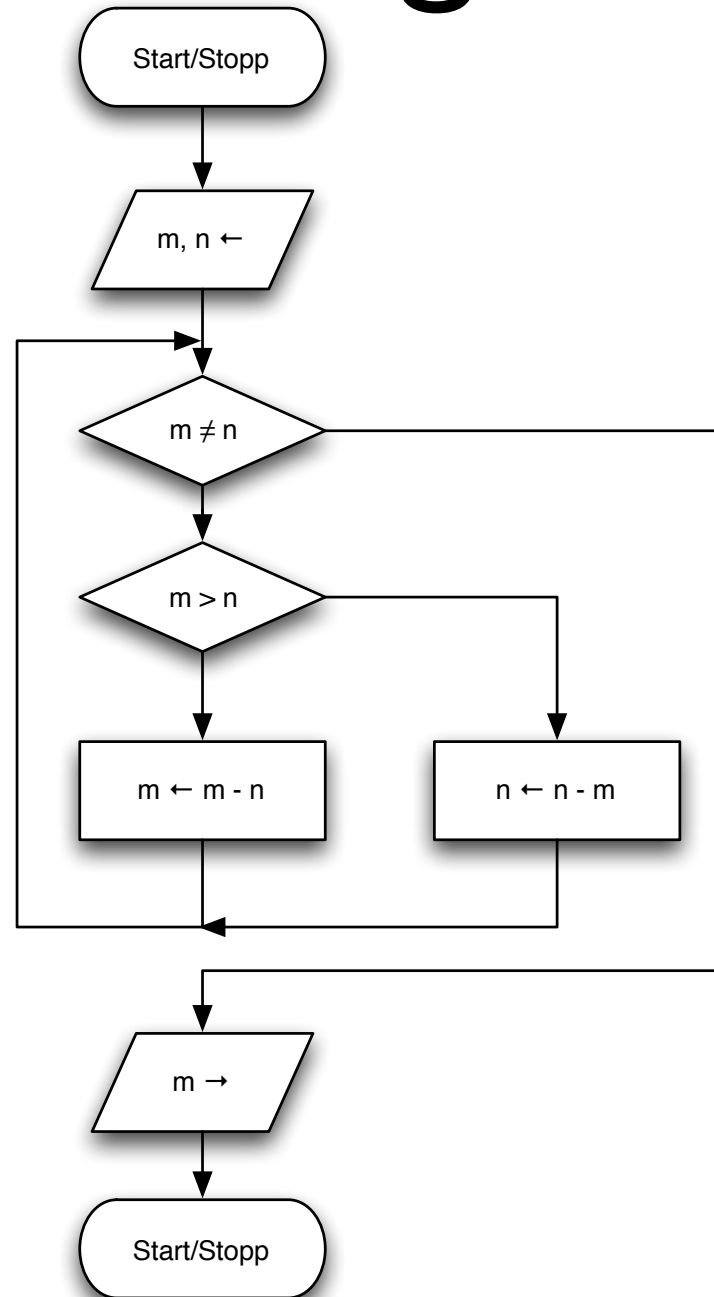 Start/Stopp
m, n ←
m ≠ n
m > n
m ← m - n
n ← n - m
m →
Start/Stopp